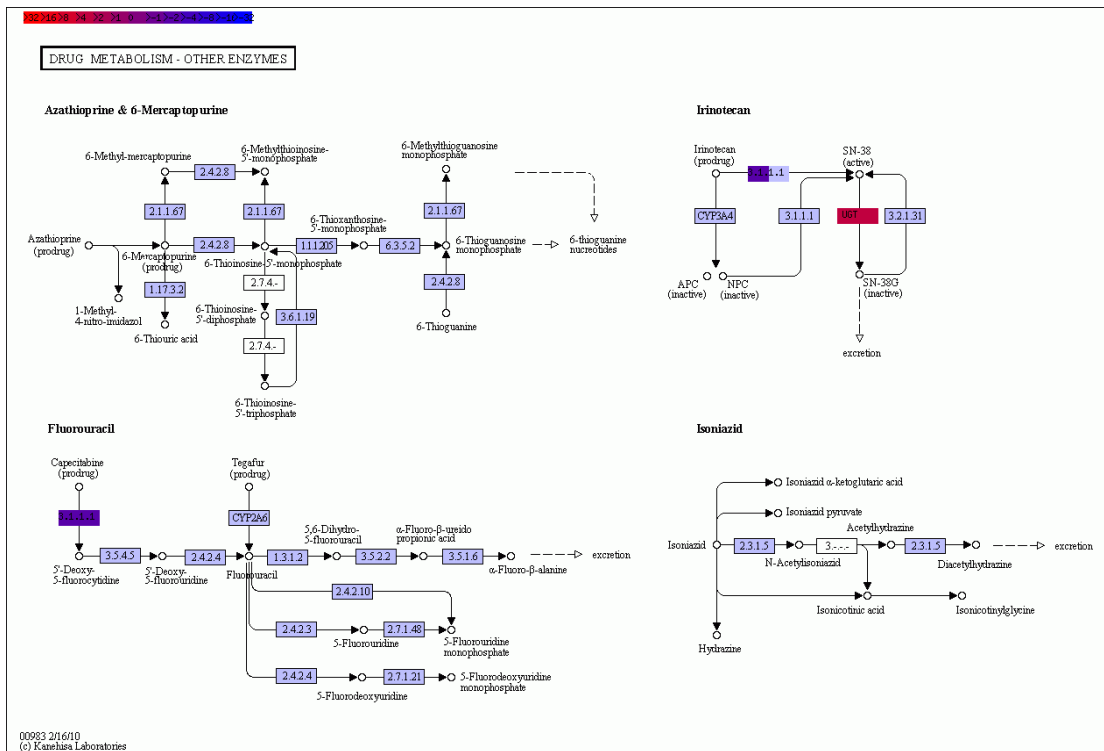 DRUG METABOLISM - OTHER ENZYMES
Azathioprine & 6-Mercaptopurine
6-Methyl-mercaptopurine
6-Methylthioinosine-
5'-monophosphate
6-Methylthioguanosine
monophosphate
2.4.2.8
2.1.1.67
2.1.1.67
2.1.1.67
6-Thioxanthosine-
5'-monophosphate
Azathioprine
(prodrug)
2.4.2.8
1.1.1.205
6.3.5.2
6-Mercaptopurine
(prodrug)
6-Thioinosine-5'-monophosphate
6-Thioguanosine
monophosphate
6-thioguanine
nucreotides
1.17.3.2
2.7.4.-
2.4.2.8
1-Methyl-
4-nitro-imidazol
6-Thioinosine-
5'-diphosphate
3.6.1.19
6-Thioguanine
6-Thiouric acid
2.7.4.-
6-Thioinosine-
5'-triphosphate
Irinotecan
Irinotecan
(prodrug)
SN-38
(active)
3.1.1.1
CYP3A4
3.1.1.1
UGT
3.2.1.31
APC
(inactive)
NPC
(inactive)
SN-38G
(inactive)
excretion
Fluorouracil
Capecitabine
(prodrug)
Tegafur
(prodrug)
3.1.1.1
CYP2A6
5,6-Dihydro-
5-fluorouracil
α-Fluoro-β-ureido
propionic acid
3.5.4.5
2.4.2.4
1.3.1.2
3.5.2.2
3.5.1.6
excretion
5'-Deoxy-
5-fluorocytidine
5'-Deoxy-
5-fluorouridine
Fluorouracil
α-Fluoro-β-alanine
2.4.2.10
2.4.2.3
2.7.1.48
5-Fluorouridine
5-Fluorouridine
monophosphate
2.4.2.4
2.7.1.21
5-Fluorodeoxyuridine
5-Fluorodeoxyuridine
monophosphate
Isoniazid
Isoniazid α-ketoglutaric acid
Isoniazid pyruvate
Acetylhydrazine
Isoniazid
2.3.1.5
3.-.-.-
2.3.1.5
excretion
N-Acetylisoniazid
Diacetylhydrazine
Isonicotinic acid
Isonicotinylglycine
Hydrazine
00983 2/16/10
(c) Kanehisa Laboratories